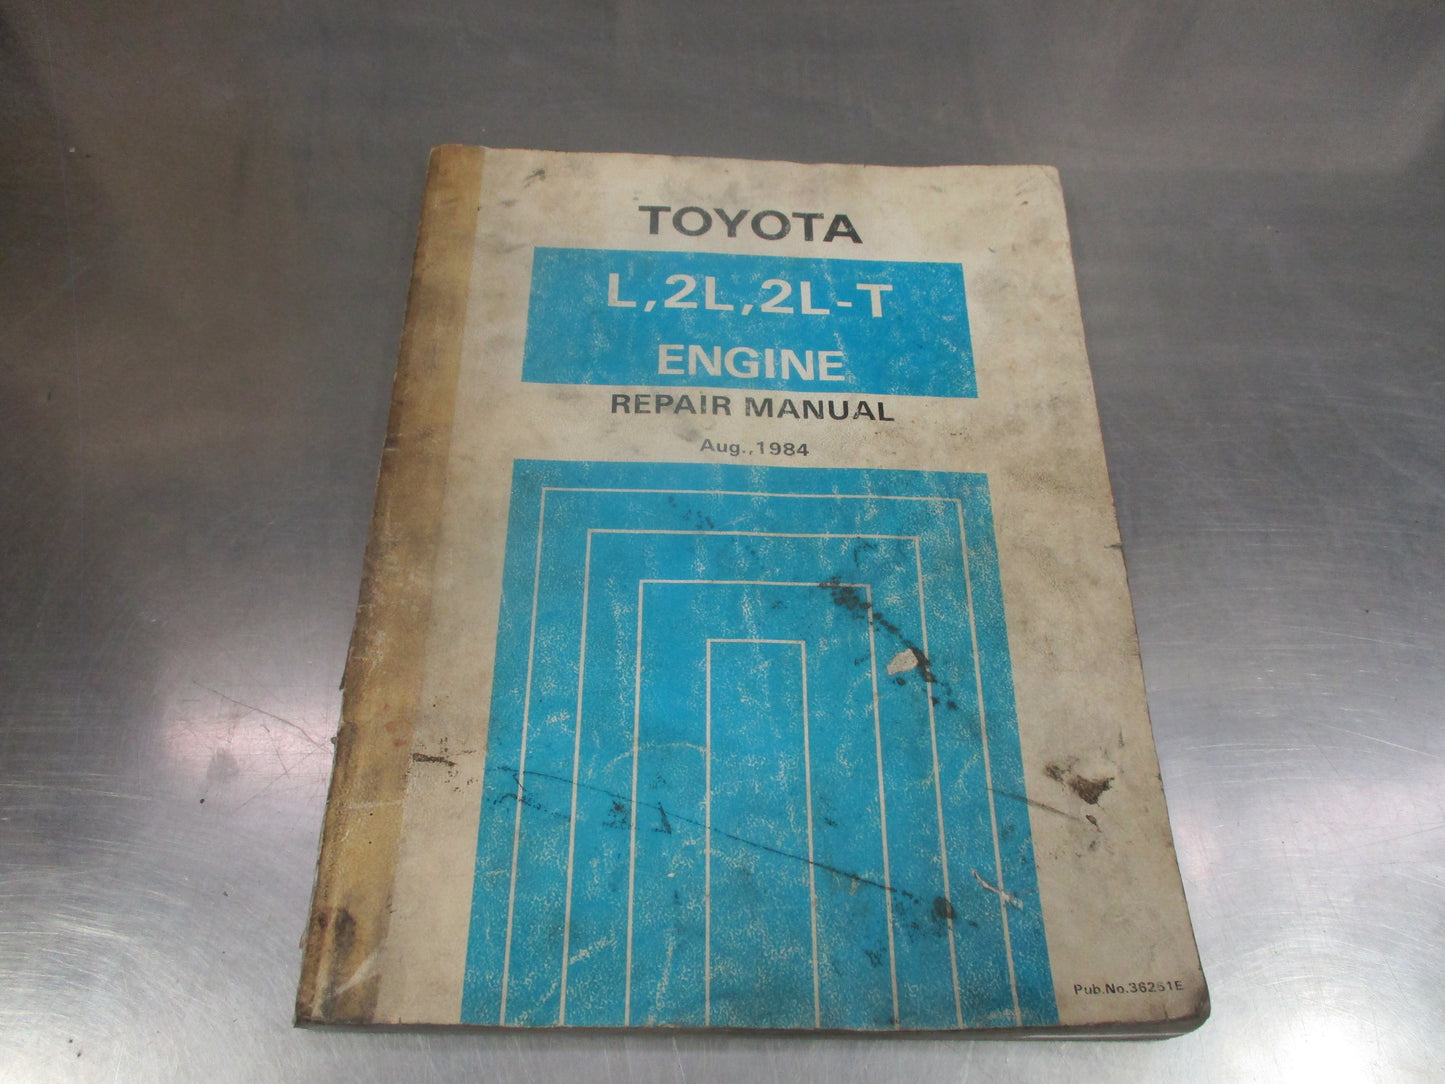 TOYOTA
L,2L,2L-T
ENGINE
REPAIR MANUAL
Aug.,1984
Pub.No.36251E